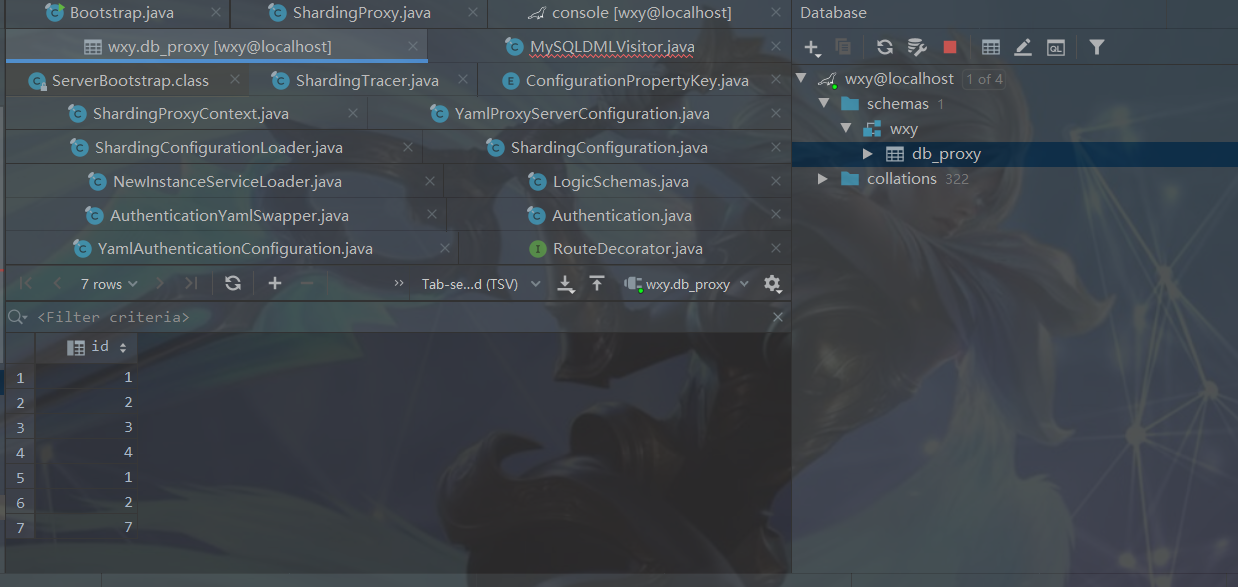 Bootstrap.java ShardingProxy.java console [wxy@localhost] Database
wxy.db_proxy [wxy@localhost] MySQLDMLVisitor.java
ServerBootstrap.class ShardingTracer.java ConfigurationPropertyKey.java
ShardingProxyContext.java YamlProxyServerConfiguration.java
ShardingConfigurationLoader.java ShardingConfiguration.java
NewInstanceServiceLoader.java LogicSchemas.java
AuthenticationYamlSwapper.java Authentication.java
YamlAuthenticationConfiguration.java RouteDecorator.java
QL
wxy@localhost 1 of 4
schemas 1
wxy
db_proxy
collations 322
7 rows Tab-se...d (TSV) wxy.db_proxy
<Filter criteria>
id
1 1
2 2
3 3
4 4
5 1
6 2
7 7